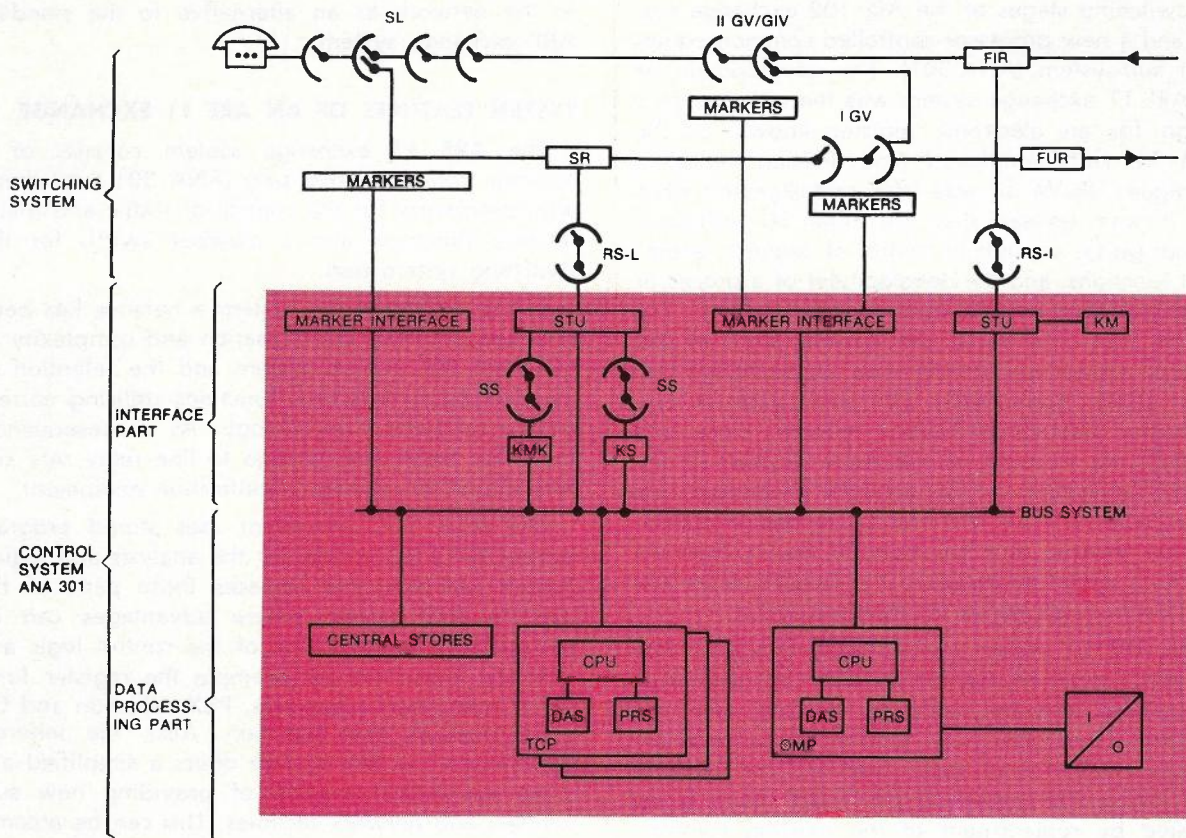 SL
II GV/GIV
FIR
MARKERS
I GV
SR
FUR
MARKERS
MARKERS
SWITCHING
SYSTEM
RS-L
RS-I
MARKER INTERFACE
STU
MARKER INTERFACE
STU
KM
SS
SS
INTERFACE
PART
KMK
KS
BUS SYSTEM
CONTROL
SYSTEM
ANA 301
CENTRAL STORES
CPU
CPU
DATA
PROCESS-
ING PART
DAS
PRS
DAS
PRS
TCP
OMP
I
O